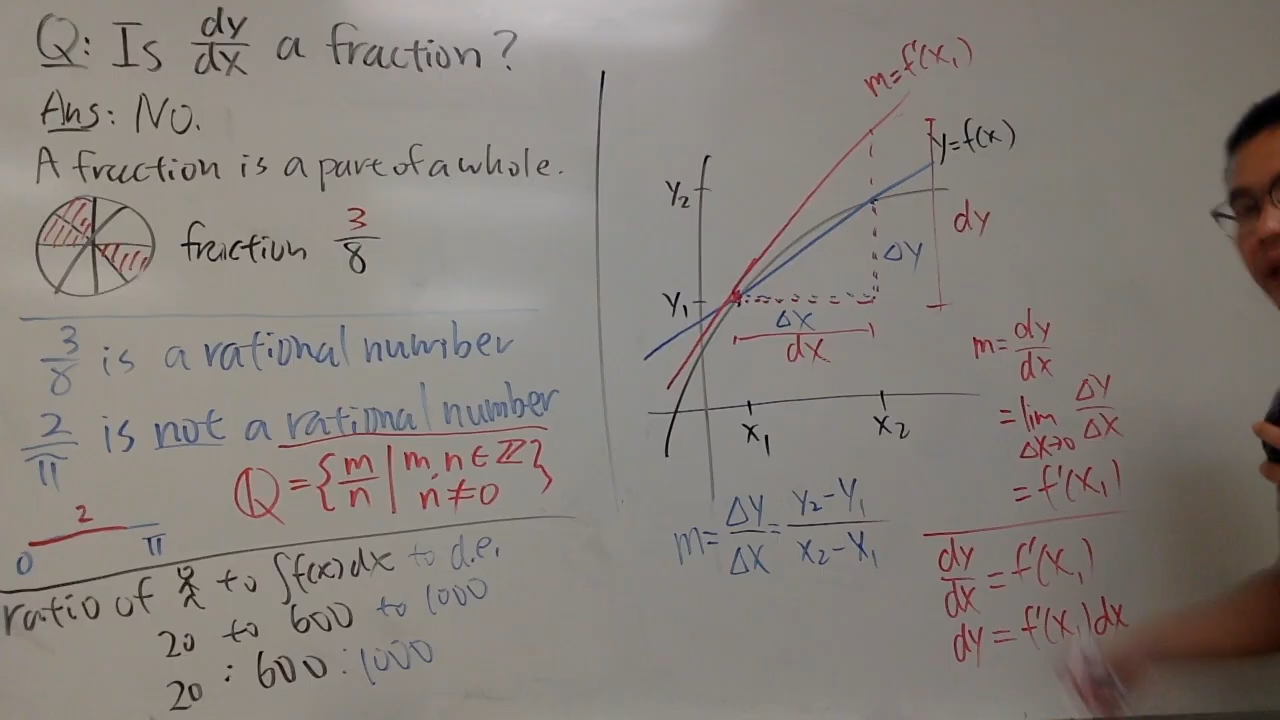 Q: Is dy/dx a fraction?
Ans: No.
A fraction is a part of a whole.
fraction 3/8
3/8 is a rational number
2/π is not a rational number
ℚ = {m/n | m, n ∈ ℤ, n ≠ 0}
2
0 π
ratio of to ∫f(x)dx to d.e.
20 to 600 to 1000
20 : 600 : 1000
m=f'(x₁)
y=f(x)
y₂
dy
Δy
y₁
Δx
dx
x₁ x₂
m = Δy/Δx = y₂-y₁/x₂-x₁
m = dy/dx
= lim Δx→0 Δy/Δx
= f'(x₁)
dy/dx = f'(x₁)
dy = f'(x₁)dx